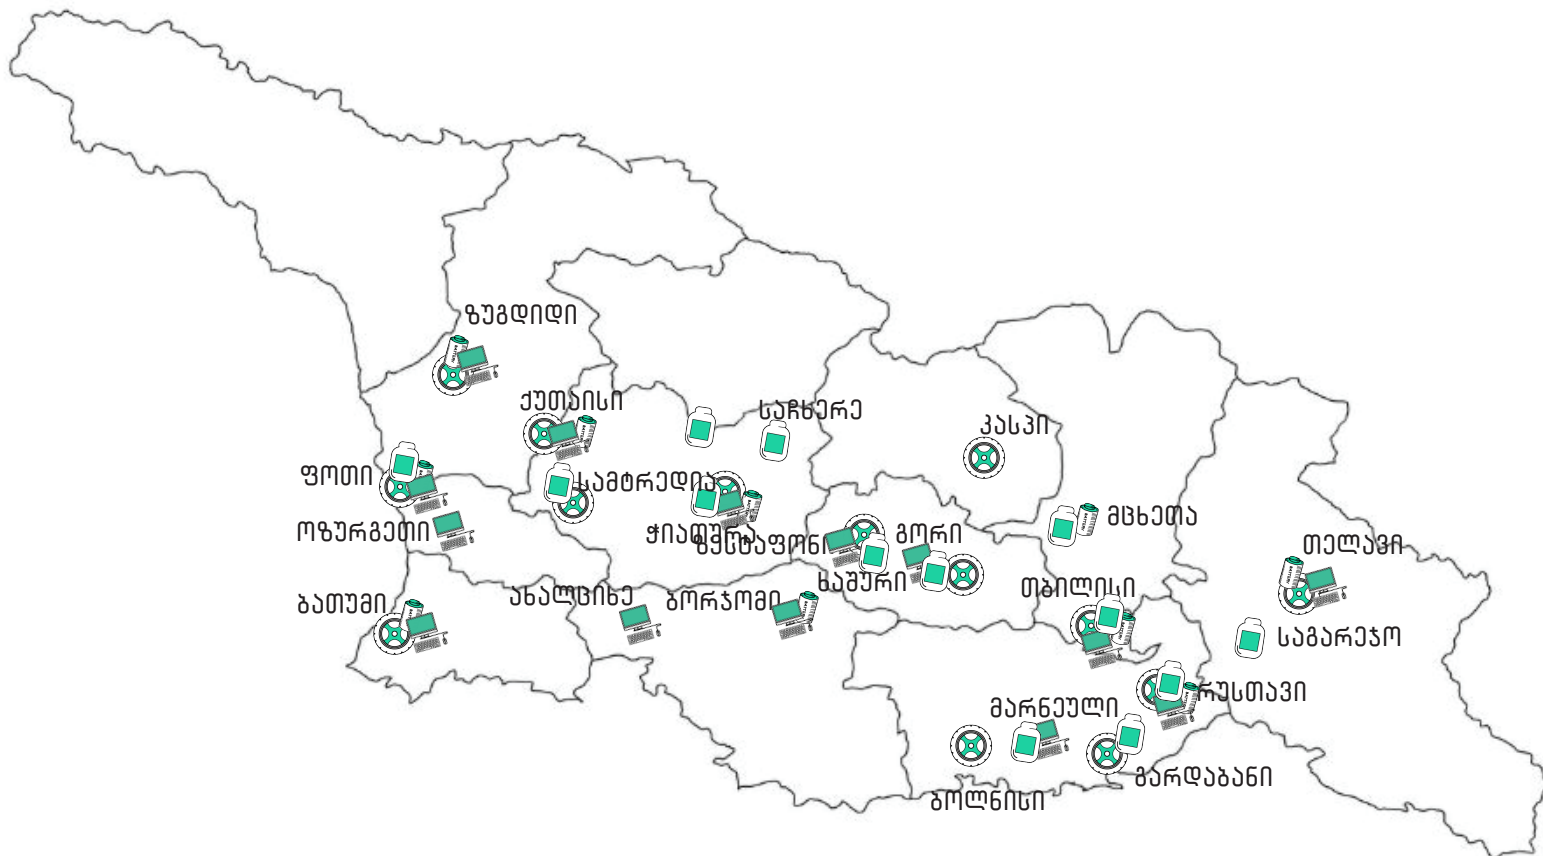 ზუგდიდი
ქუთაისი
საჩხერე
კასპი
ფოთი
სამტრედია
მცხეთა
ოზურგეთი
ჭიათურა
ზესტაფონი
გორი
თელავი
ხაშური
თბილისი
ბათუმი
ახალციხე
ბორჯომი
საგარეჯო
რუსთავი
მარნეული
გარდაბანი
ბოლნისი